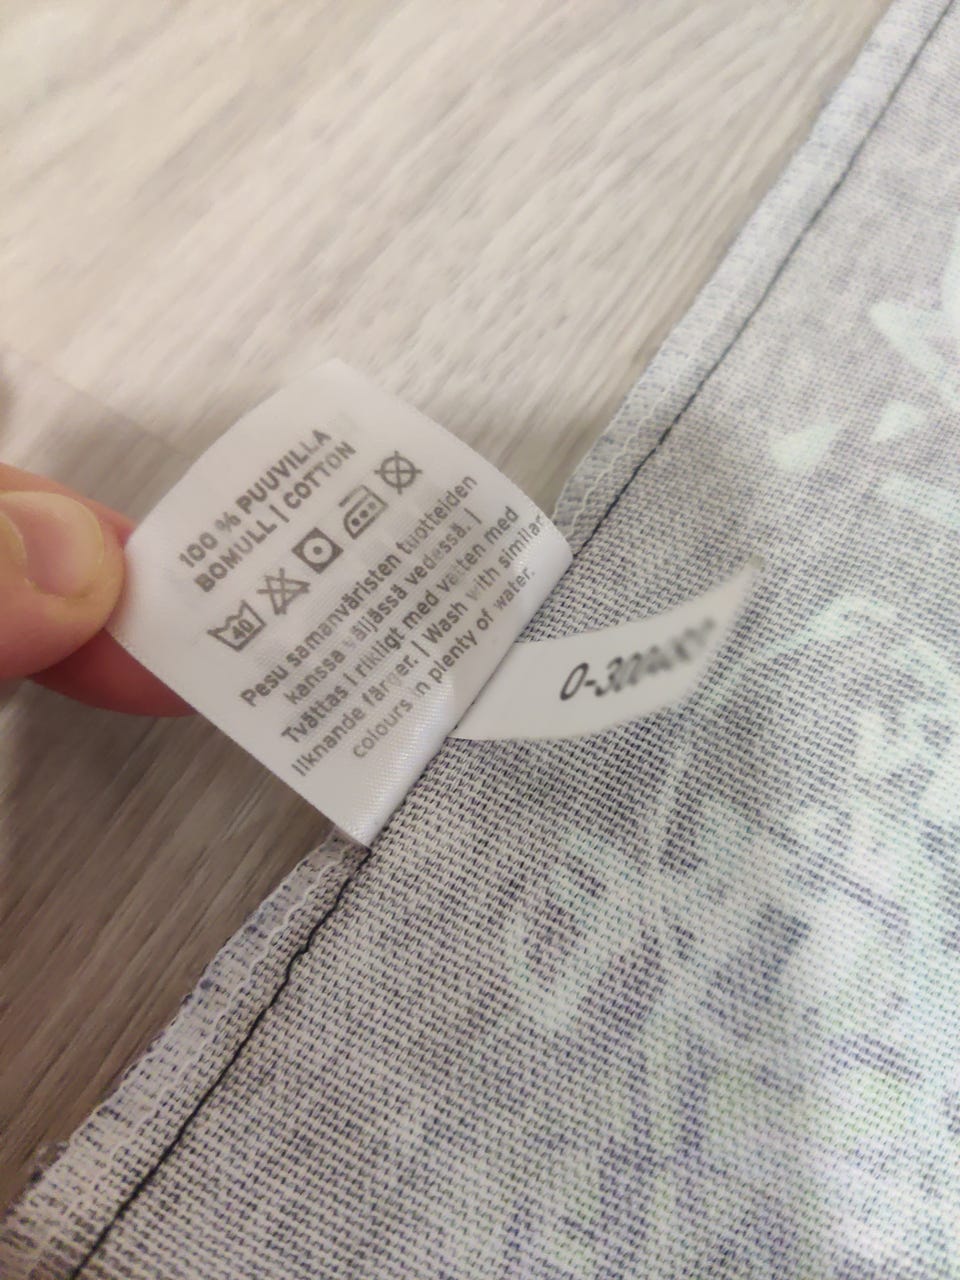 100 % PUUVILLA
BOMULL | COTTON
40
Pesu samanväristen tuotteiden
kanssa väljässä vedessä. |
Tvättas i rikligt med vatten med
liknande färger. | Wash with similar
colours in plenty of water.